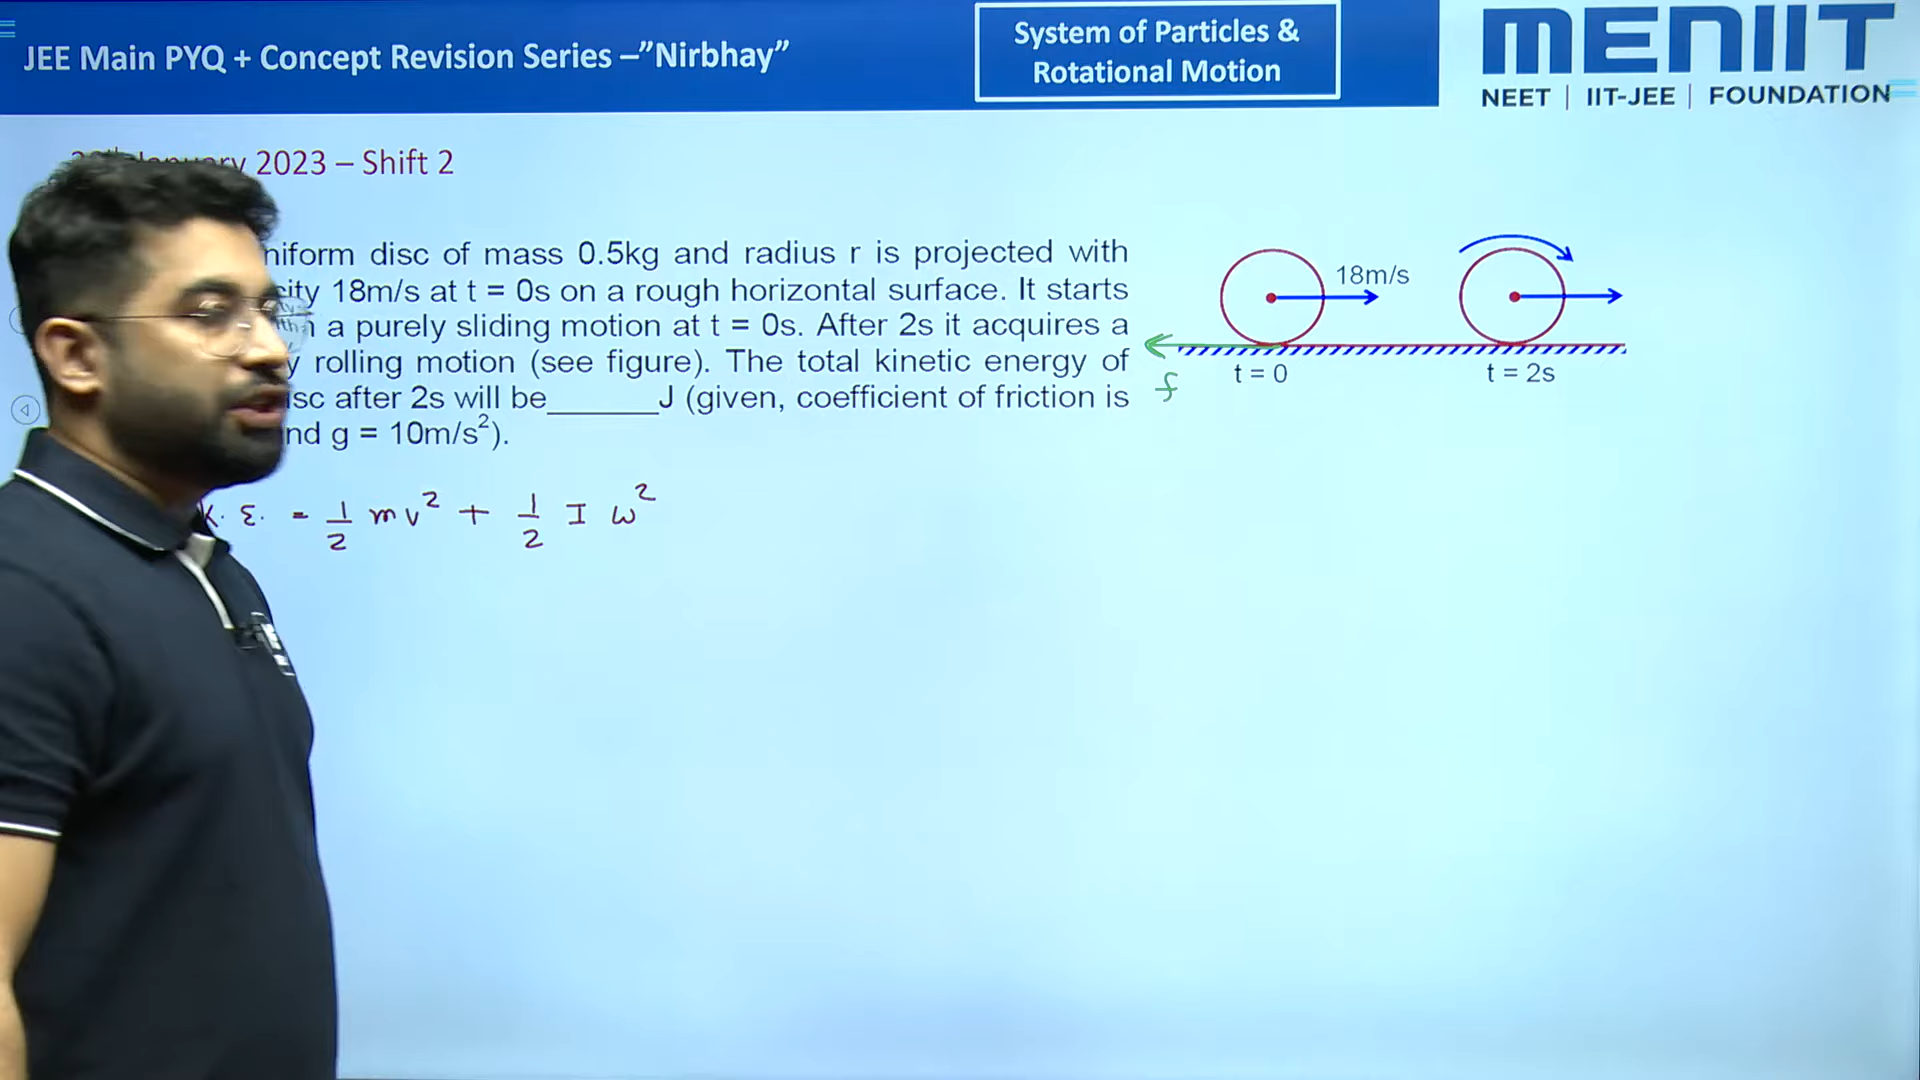 JEE Main PYQ + Concept Revision Series –”Nirbhay”
System of Particles &
Rotational Motion
MENIIT
NEET | IIT-JEE | FOUNDATION
January 2023 – Shift 2
niform disc of mass 0.5kg and radius r is projected with
city 18m/s at t = 0s on a rough horizontal surface. It starts
a purely sliding motion at t = 0s. After 2s it acquires a
y rolling motion (see figure). The total kinetic energy of
isc after 2s will be______J (given, coefficient of friction is
nd g = 10m/s²).
18m/s
t = 0
t = 2s
f
K.E. = 1/2 mv² + 1/2 I ω²